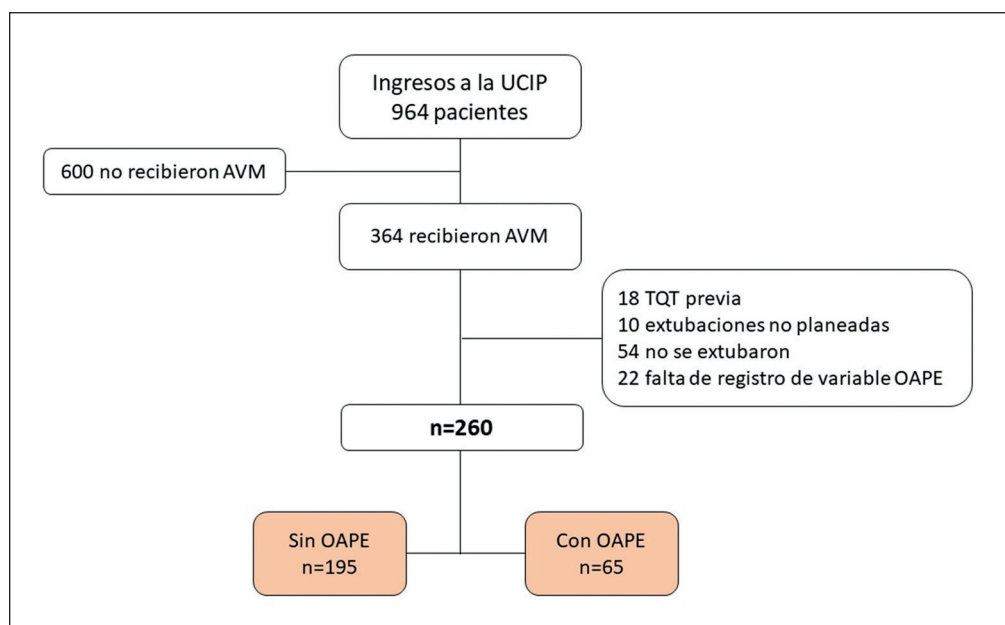 Ingresos a la UCIP
964 pacientes
600 no recibieron AVM
364 recibieron AVM
18 TQT previa
10 extubaciones no planeadas
54 no se extubaron
22 falta de registro de variable OAPE
n=260
Sin OAPE
n=195
Con OAPE
n=65